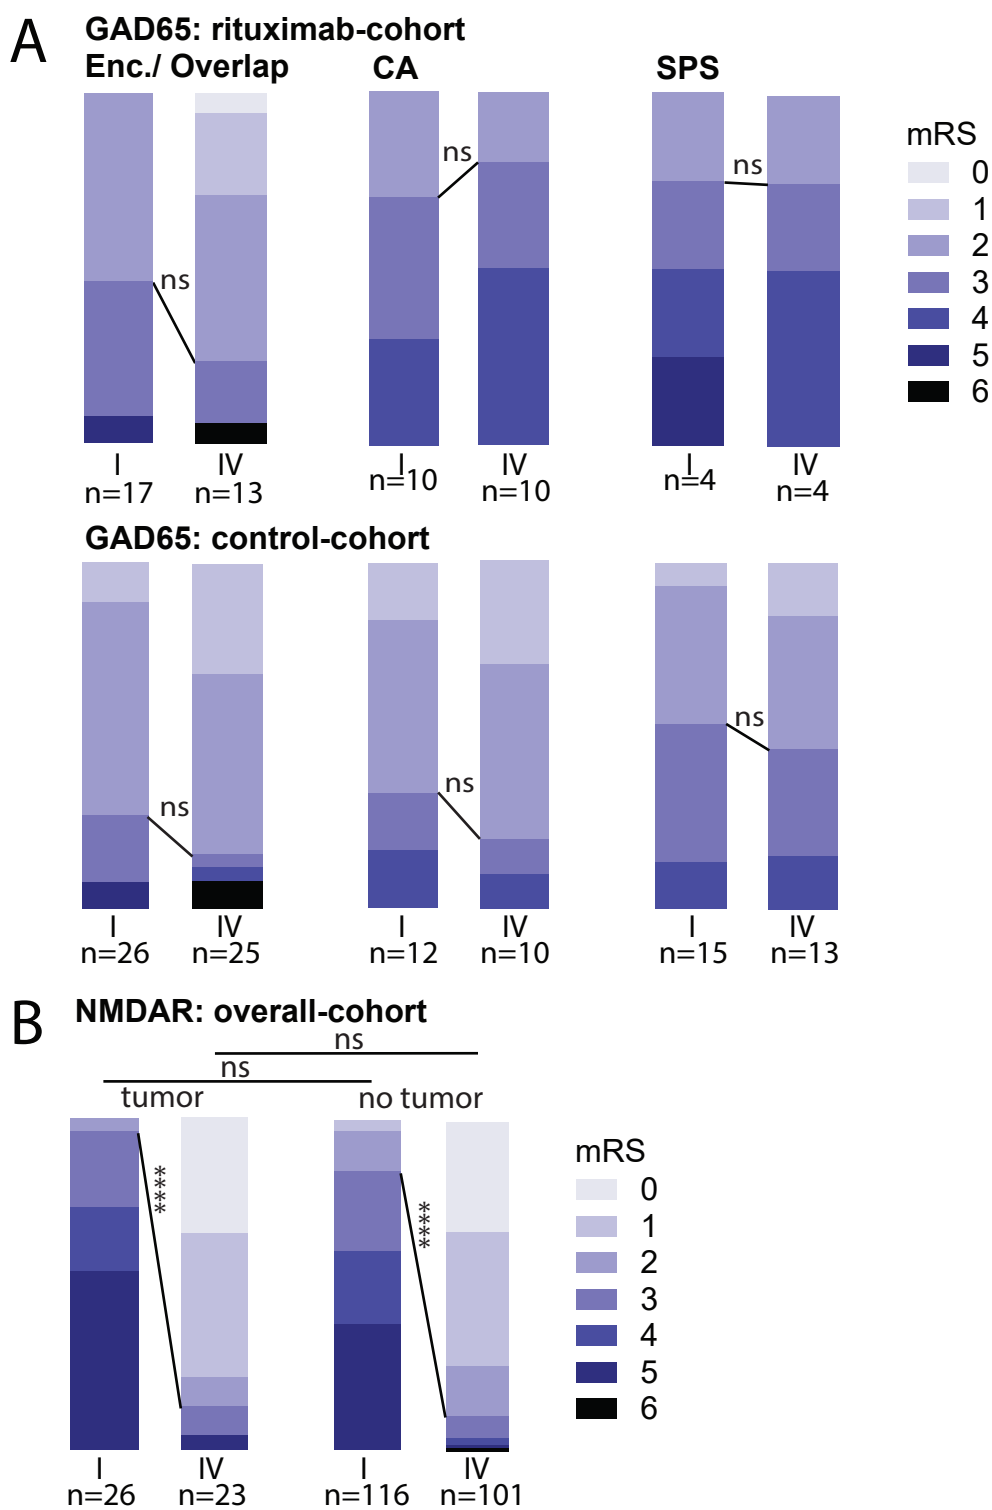 A
GAD65: rituximab-cohort
Enc./ Overlap
CA
SPS
ns
ns
ns
mRS
0
1
2
3
4
5
6
I
IV
I
IV
I
IV
n=17
n=13
n=10
n=10
n=4
n=4
GAD65: control-cohort
ns
ns
ns
I
IV
I
IV
I
IV
n=26
n=25
n=12
n=10
n=15
n=13
B
NMDAR: overall-cohort
ns
ns
tumor
no tumor
****
****
mRS
0
1
2
3
4
5
6
I
IV
I
IV
n=26
n=23
n=116
n=101